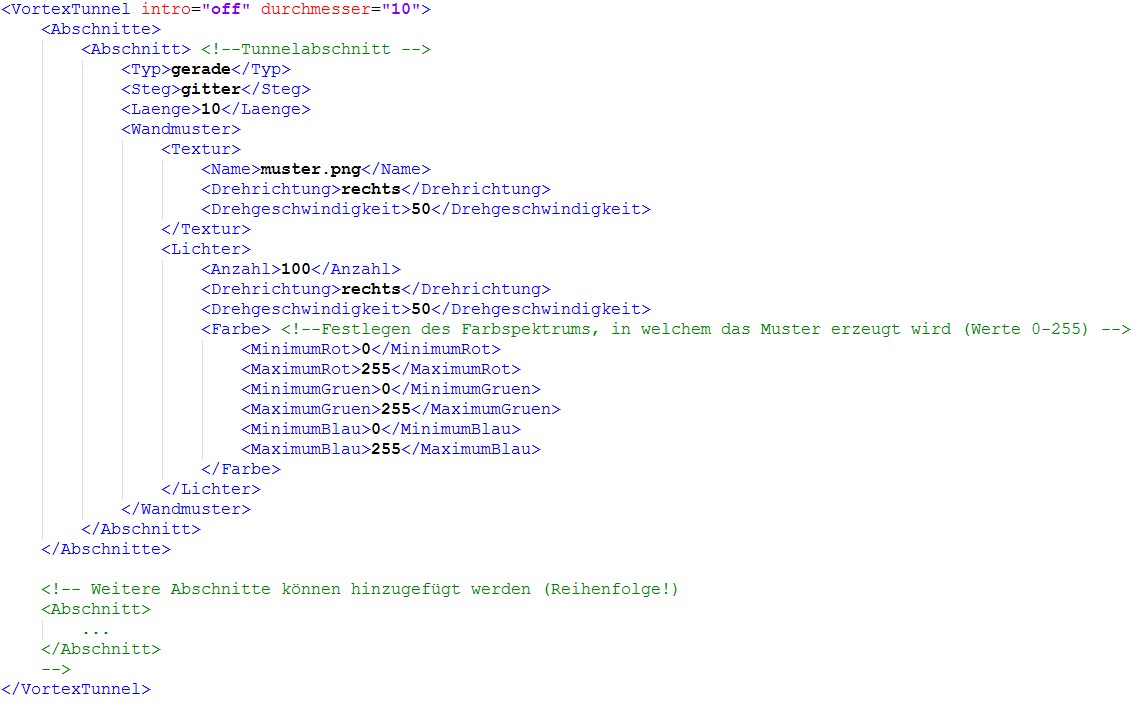 <VortexTunnel intro="off" durchmesser="10">
    <Abschnitte>
        <Abschnitt> <!--Tunnelabschnitt -->
            <Typ>gerade</Typ>
            <Steg>gitter</Steg>
            <Laenge>10</Laenge>
            <Wandmuster>
                <Textur>
                    <Name>muster.png</Name>
                    <Drehrichtung>rechts</Drehrichtung>
                    <Drehgeschwindigkeit>50</Drehgeschwindigkeit>
                </Textur>
                <Lichter>
                    <Anzahl>100</Anzahl>
                    <Drehrichtung>rechts</Drehrichtung>
                    <Drehgeschwindigkeit>50</Drehgeschwindigkeit>
                    <Farbe> <!--Festlegen des Farbspektrums, in welchem das Muster erzeugt wird (Werte 0-255) -->
                        <MinimumRot>0</MinimumRot>
                        <MaximumRot>255</MaximumRot>
                        <MinimumGruen>0</MinimumGruen>
                        <MaximumGruen>255</MaximumGruen>
                        <MinimumBlau>0</MinimumBlau>
                        <MaximumBlau>255</MaximumBlau>
                    </Farbe>
                </Lichter>
            </Wandmuster>
        </Abschnitt>
    </Abschnitte>

    <!-- Weitere Abschnitte können hinzugefügt werden (Reihenfolge!)
    <Abschnitt>
        ...
    </Abschnitt>
    -->
</VortexTunnel>